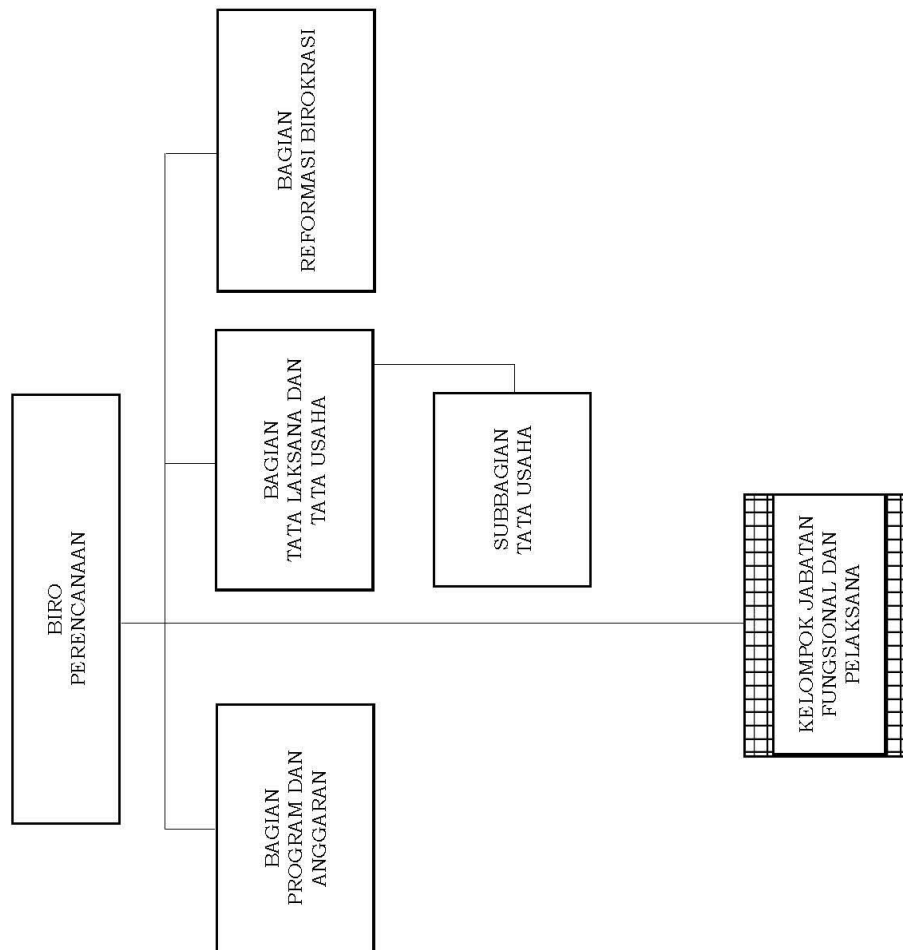 BIRO
PERENCANAAN
BAGIAN
PROGRAM DAN
ANGGARAN
BAGIAN
TATA LAKSANA DAN
TATA USAHA
BAGIAN
REFORMASI BIROKRASI
SUBBAGIAN
TATA USAHA
KELOMPOK JABATAN
FUNGSIONAL DAN
PELAKSANA